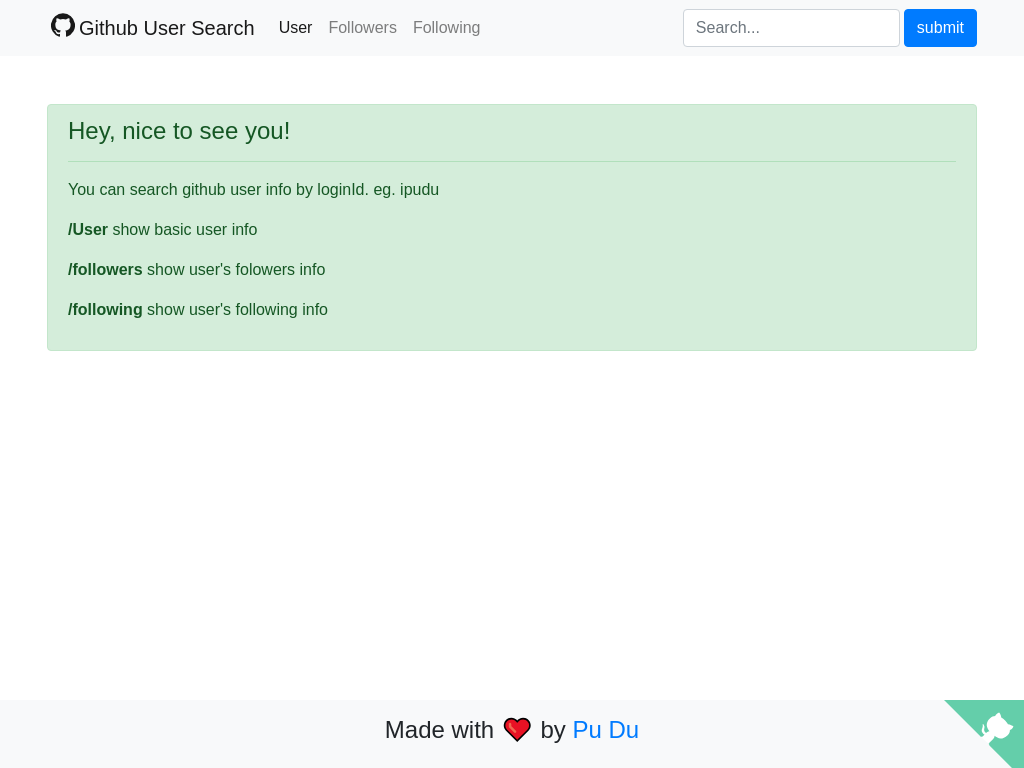 Github User Search User Followers Following Search... submit
Hey, nice to see you!
You can search github user info by loginId. eg. ipudu
/User show basic user info
/followers show user's folowers info
/following show user's following info
Made with by Pu Du